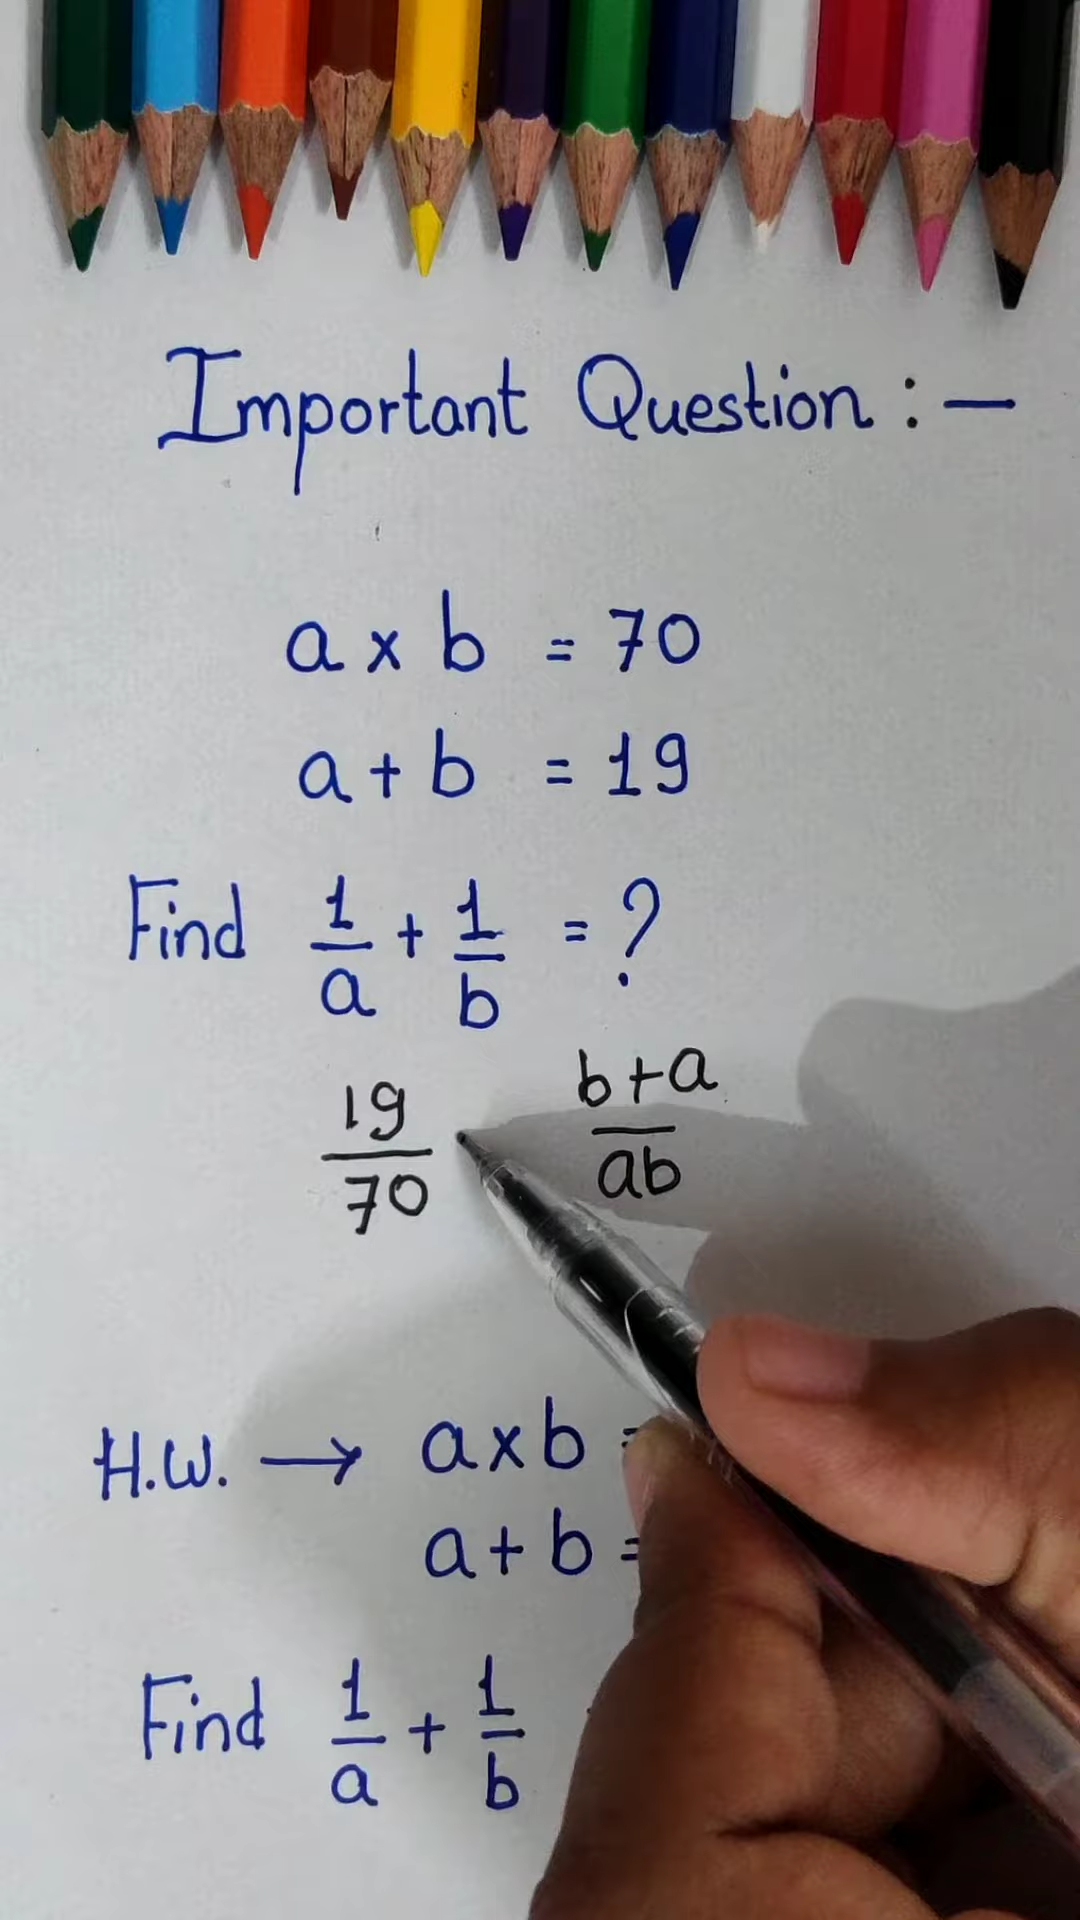 Important Question :—
a x b = 70
a + b = 19
Find 1/a + 1/b = ?
19/70
b+a/ab
H.W. → a x b =
a + b =
Find 1/a + 1/b